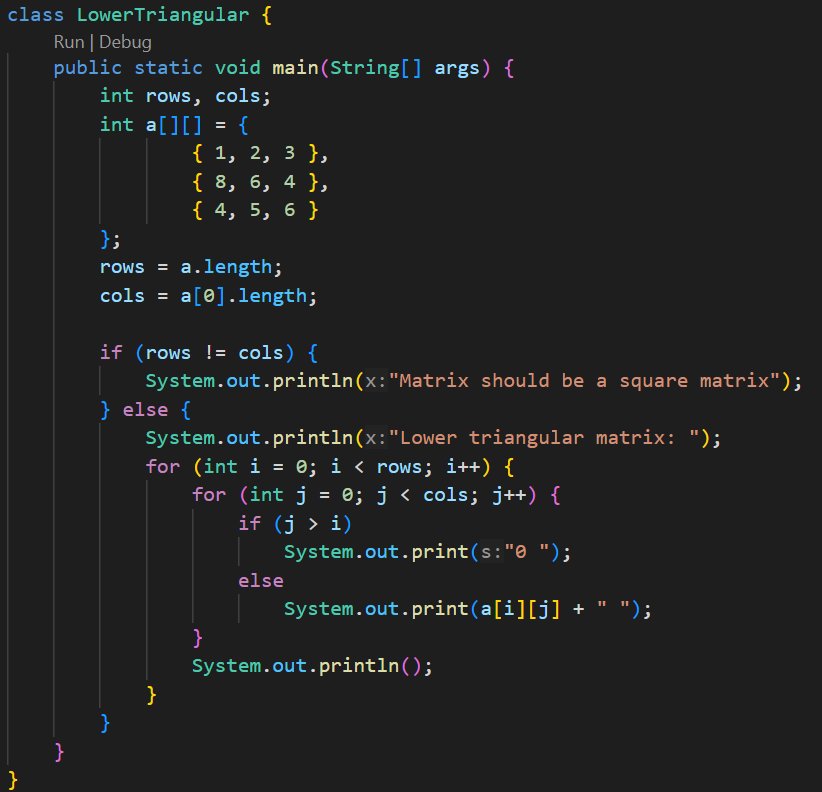 class LowerTriangular {
Run | Debug
    public static void main(String[] args) {
        int rows, cols;
        int a[][] = {
                { 1, 2, 3 },
                { 8, 6, 4 },
                { 4, 5, 6 }
        };
        rows = a.length;
        cols = a[0].length;

        if (rows != cols) {
            System.out.println(x:"Matrix should be a square matrix");
        } else {
            System.out.println(x:"Lower triangular matrix: ");
            for (int i = 0; i < rows; i++) {
                for (int j = 0; j < cols; j++) {
                    if (j > i)
                        System.out.print(s:"0 ");
                    else
                        System.out.print(a[i][j] + " ");
                }
                System.out.println();
            }
        }
    }
}